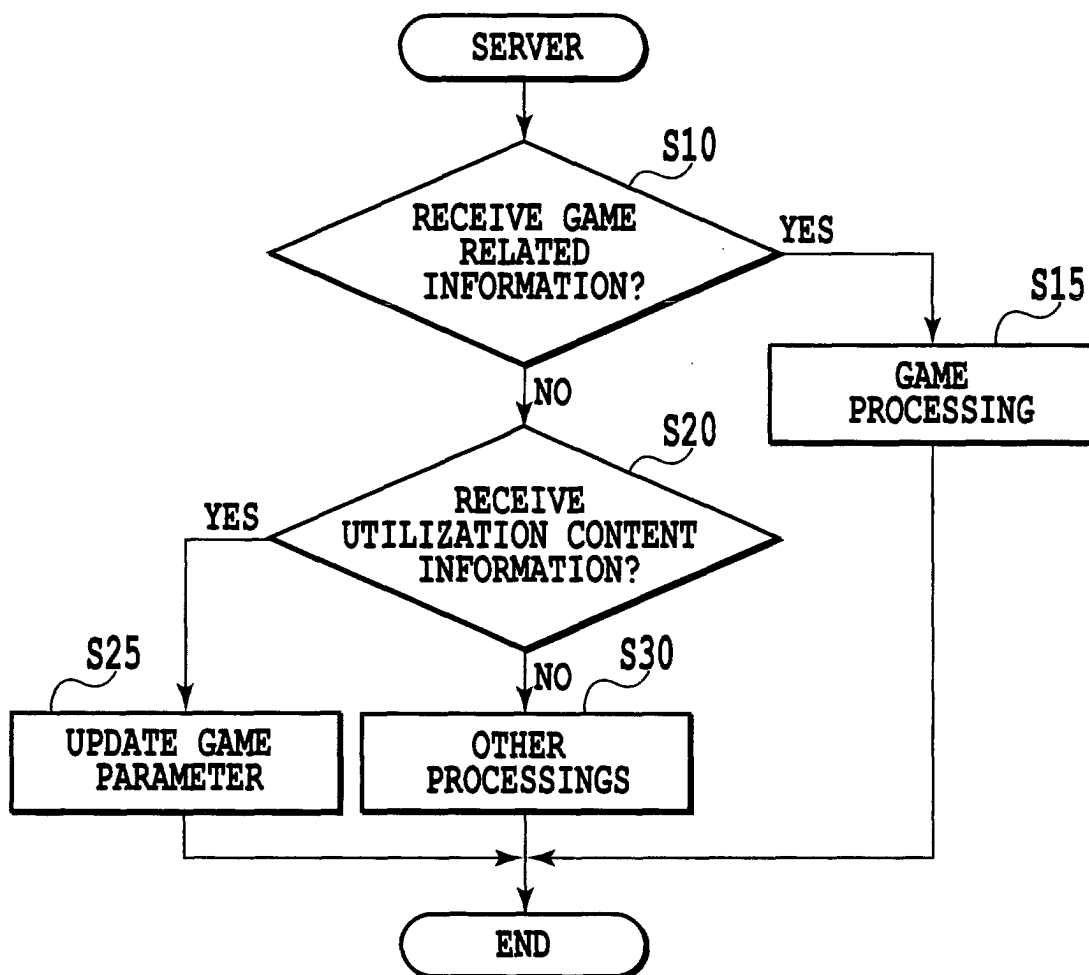 SERVER
S10
RECEIVE GAME
RELATED
INFORMATION?
YES
S15
GAME
PROCESSING
NO
S20
RECEIVE
UTILIZATION CONTENT
INFORMATION?
YES
S25
UPDATE GAME
PARAMETER
NO
S30
OTHER
PROCESSINGS
END